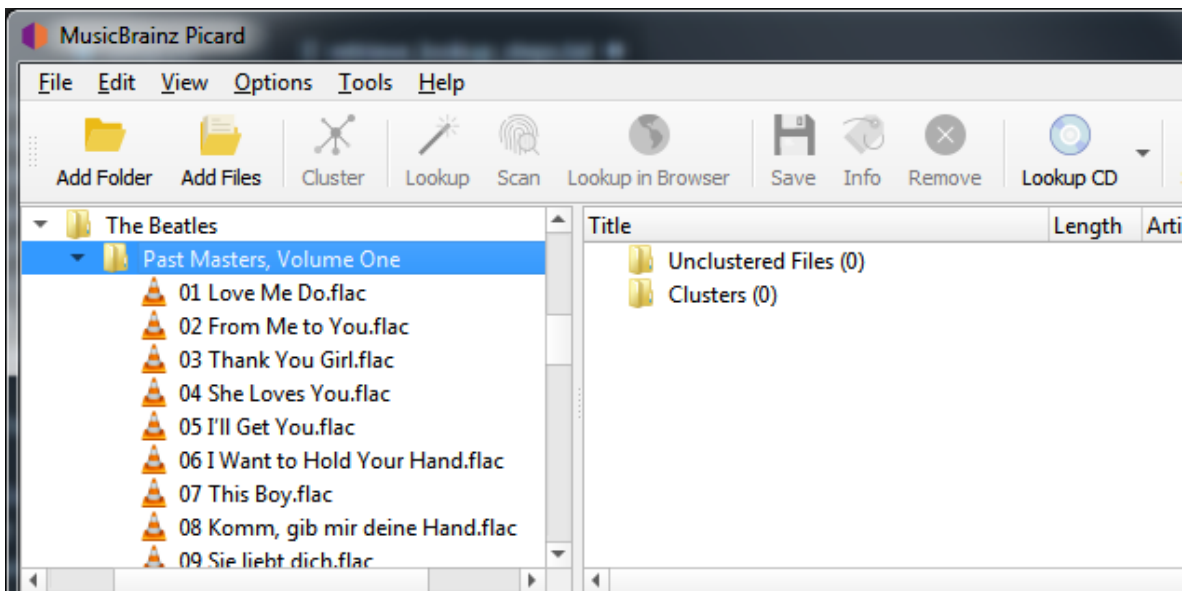 MusicBrainz Picard
File Edit View Options Tools Help
Add Folder Add Files Cluster Lookup Scan Lookup in Browser Save Info Remove Lookup CD
The Beatles
Past Masters, Volume One
01 Love Me Do.flac
02 From Me to You.flac
03 Thank You Girl.flac
04 She Loves You.flac
05 I'll Get You.flac
06 I Want to Hold Your Hand.flac
07 This Boy.flac
08 Komm, gib mir deine Hand.flac
09 Sie liebt dich.flac
Title Length Arti
Unclustered Files (0)
Clusters (0)